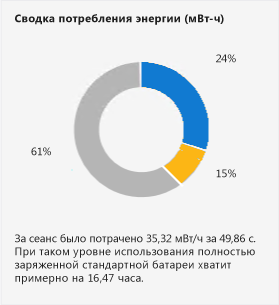 Сводка потребления энергии (мВт-ч)
24%
61%
15%
За сеанс было потрачено 35,32 мВт/ч за 49,86 с.
При таком уровне использования полностью
заряженной стандартной батареи хватит
примерно на 16,47 часа.